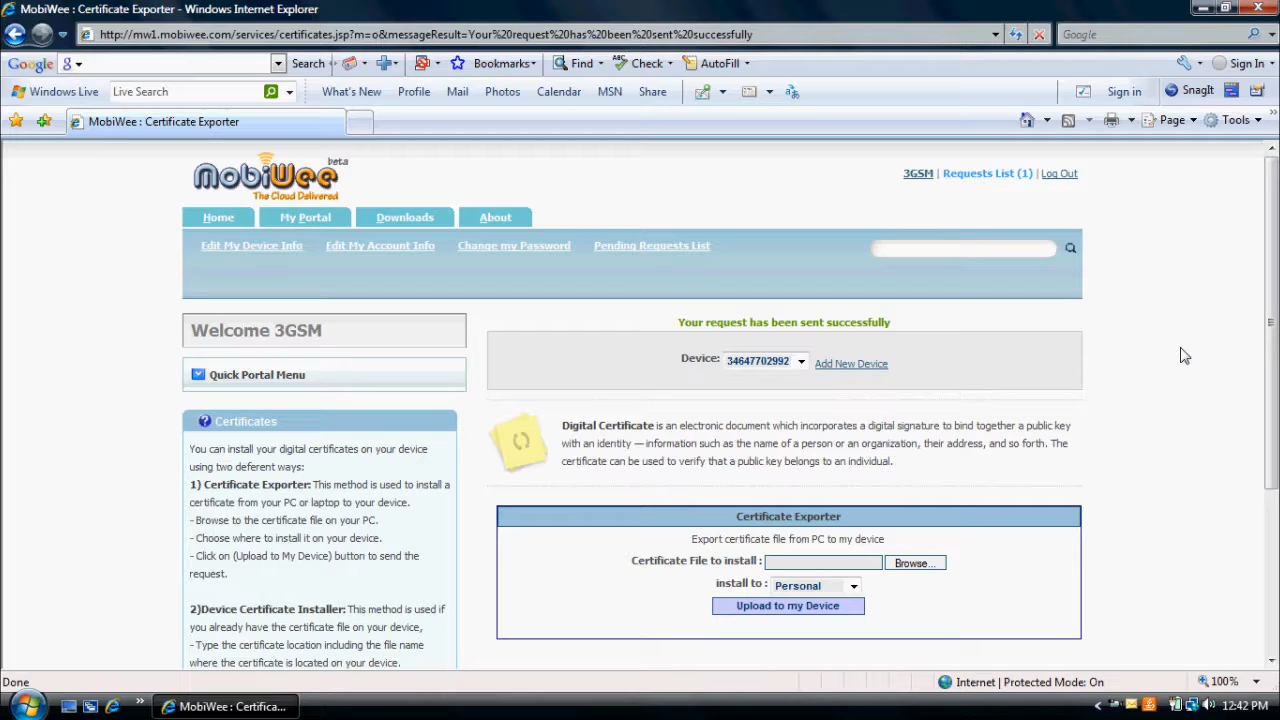 MobiWee : Certificate Exporter - Windows Internet Explorer
http://mw1.mobiwee.com/services/certificates.jsp?m=o&messageResult=Your%20request%20has%20been%20sent%20successfully
Google
Google
Search
Bookmarks
Find
Check
AutoFill
Sign In
Windows Live
Live Search
What's New
Profile
Mail
Photos
Calendar
MSN
Share
Sign in
SnagIt
MobiWee : Certificate Exporter
Page
Tools
MobiWee beta
The Cloud Delivered
3GSM | Requests List (1) | Log Out
Home
My Portal
Downloads
About
Edit My Device Info
Edit My Account Info
Change my Password
Pending Requests List
Welcome 3GSM
Quick Portal Menu
Certificates
You can install your digital certificates on your device
using two deferent ways:
1) Certificate Exporter: This method is used to install a
certificate from your PC or laptop to your device.
- Browse to the certificate file on your PC.
- Choose where to install it on your device.
- Click on (Upload to My Device) button to send the
request.
2)Device Certificate Installer: This method is used if
you already have the certificate file on your device,
- Type the certificate location including the file name
where the certificate is located on your device.
Your request has been sent successfully
Device: 34647702992 Add New Device
Digital Certificate is an electronic document which incorporates a digital signature to bind together a public key
with an identity — information such as the name of a person or an organization, their address, and so forth. The
certificate can be used to verify that a public key belongs to an individual.
Certificate Exporter
Export certificate file from PC to my device
Certificate File to install : Browse...
install to : Personal
Upload to my Device
Done
Internet | Protected Mode: On
100%
MobiWee : Certifica...
12:42 PM